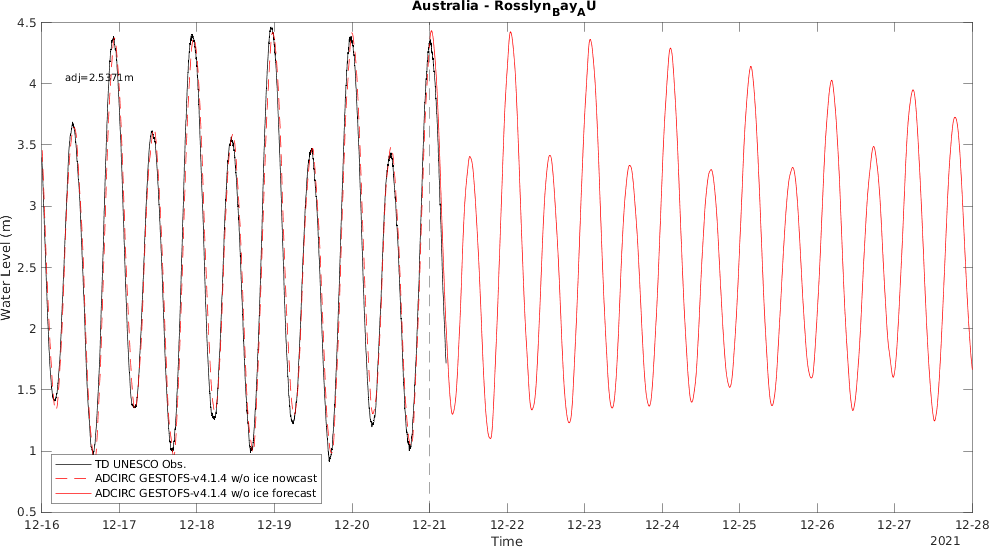 Australia - Rosslyn_Bay_AU
4.5
4
3.5
3
2.5
2
1.5
1
0.5
Water Level (m)
adj=2.5371m
TD UNESCO Obs.
ADCIRC GESTOFS-v4.1.4 w/o ice nowcast
ADCIRC GESTOFS-v4.1.4 w/o ice forecast
12-16 12-17 12-18 12-19 12-20 12-21 12-22 12-23 12-24 12-25 12-26 12-27 12-28
Time
2021